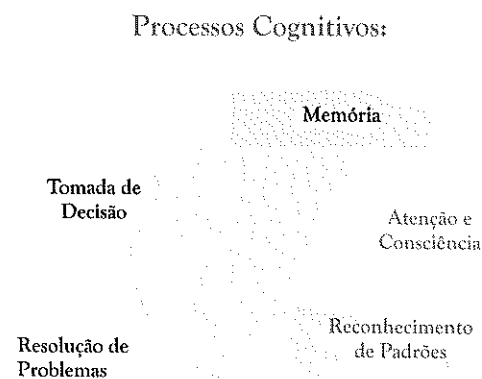 Processos Cognitivos:
Memória
Tomada de
Decisão
Atenção e
Consciência
Reconhecimento
de Padrões
Resolução de
Problemas